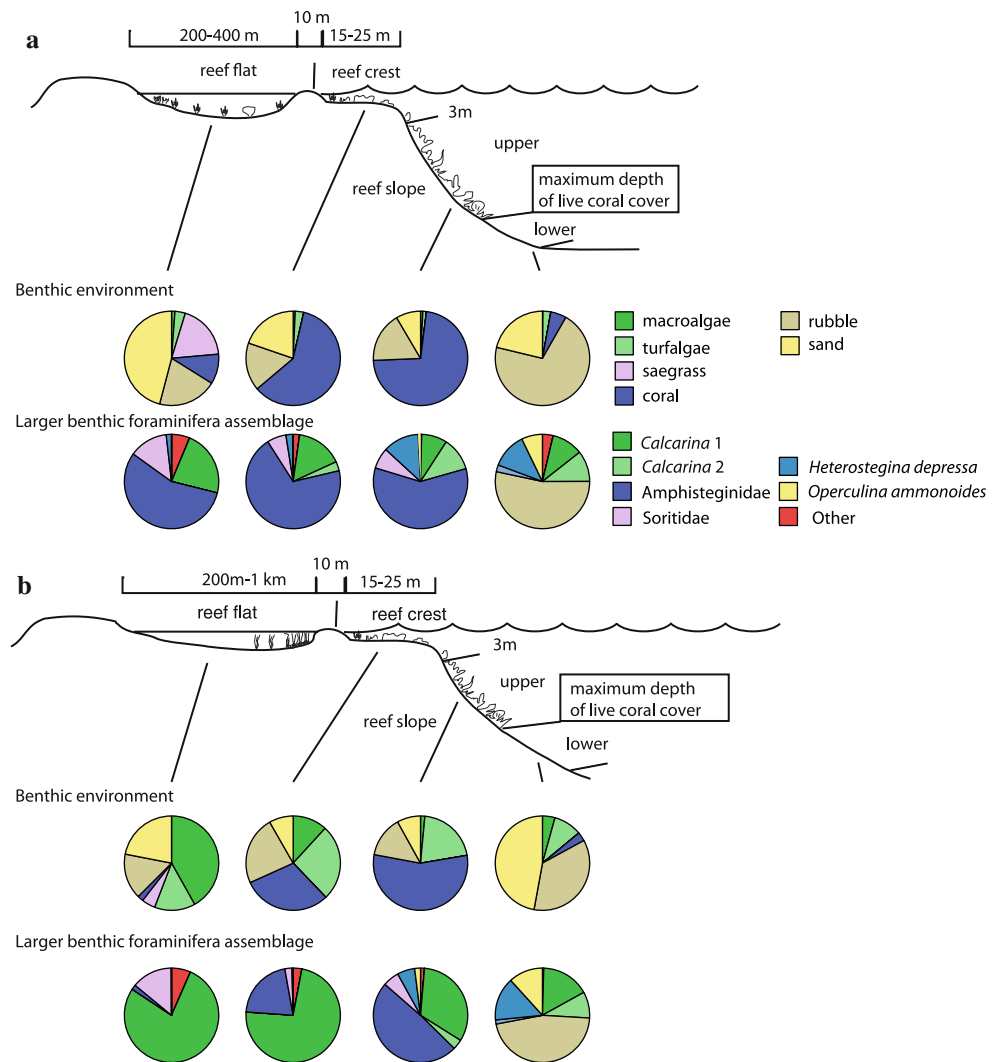 a
10 m
200-400 m
15-25 m
reef flat
reef crest
3m
upper
reef slope
maximum depth
of live coral cover
lower
Benthic environment
macroalgae
turfalgae
saegrass
coral
rubble
sand
Larger benthic foraminifera assemblage
Calcarina 1
Calcarina 2
Amphisteginidae
Soritidae
Heterostegina depressa
Operculina ammonoides
Other
b
10 m
200m-1 km
15-25 m
reef flat
reef crest
3m
upper
reef slope
maximum depth
of live coral cover
lower
Benthic environment
Larger benthic foraminifera assemblage